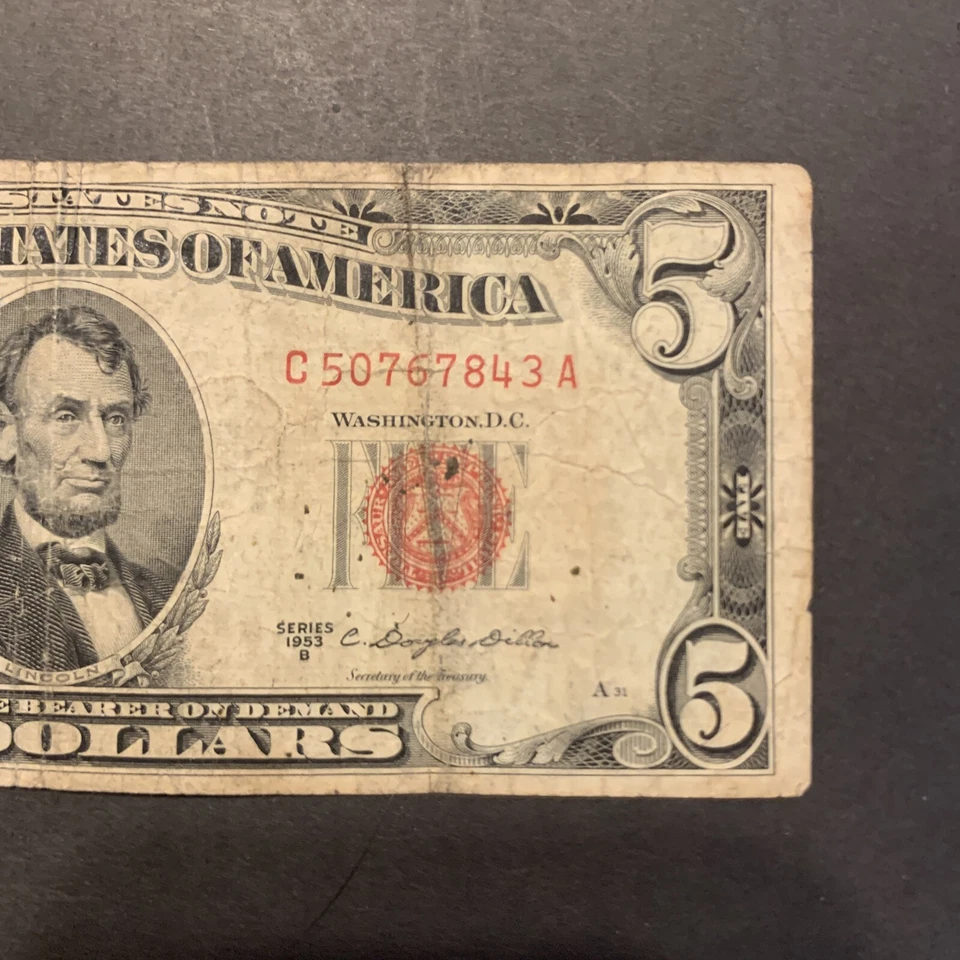 STATES NOTE
STATES OF AMERICA
5
C 50767843 A
WASHINGTON, D.C.
FIVE
FIVE
SERIES
1953
B
C. Douglas Dillon
Secretary of the Treasury.
LINCOLN
A 31
E BEARER ON DEMAND
DOLLARS
5